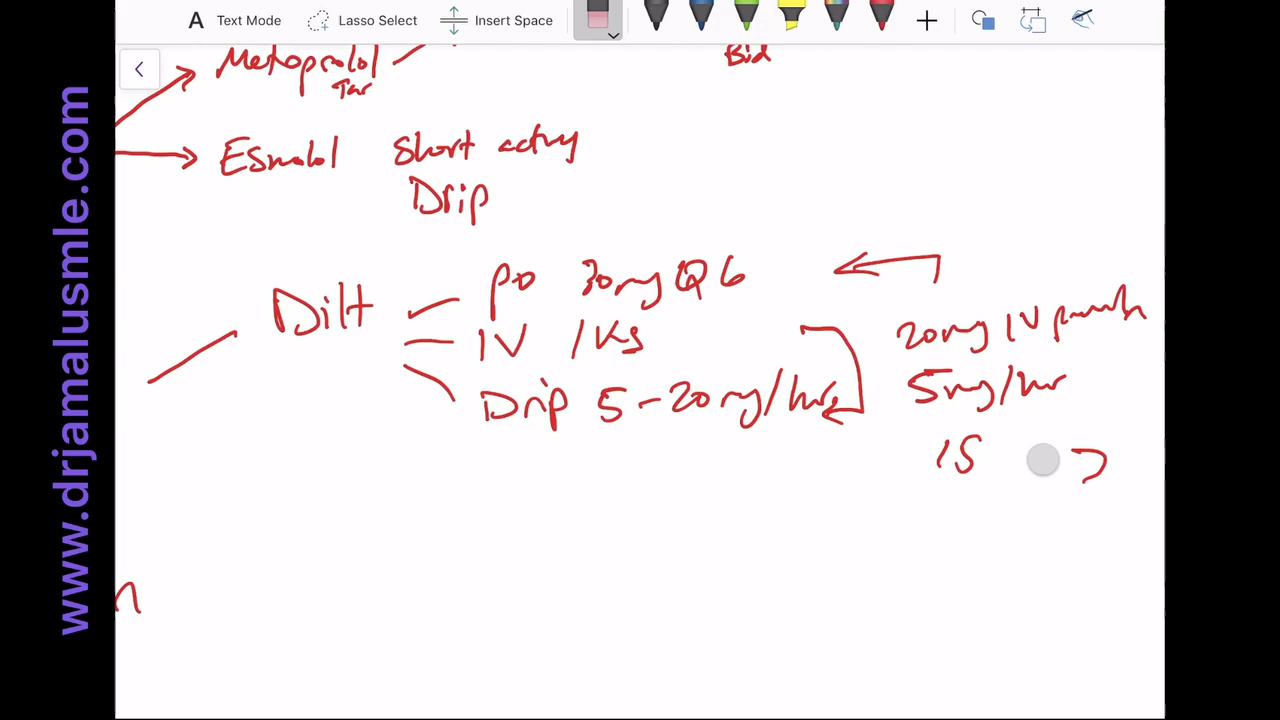 Text Mode
Lasso Select
Insert Space
Metoprolol
Tar
Bid
Esmolol Short acting
Drip
Dilt
PO 30mg Q6
IV /Kg
Drip 5-20mg/hr
20mg IV
5mg/hr
15
www.drjamalusmle.com